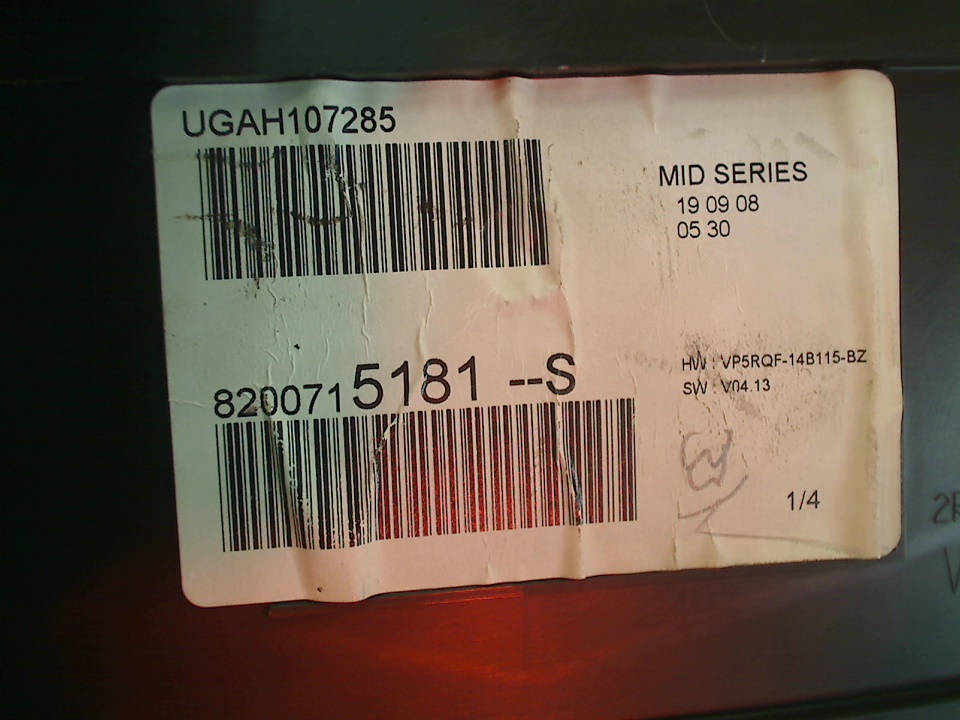 UGAH107285
MID SERIES
19 09 08
05 30
8200715181 --S
HW : VP5RQF-14B115-BZ
SW : V04.13
1/4